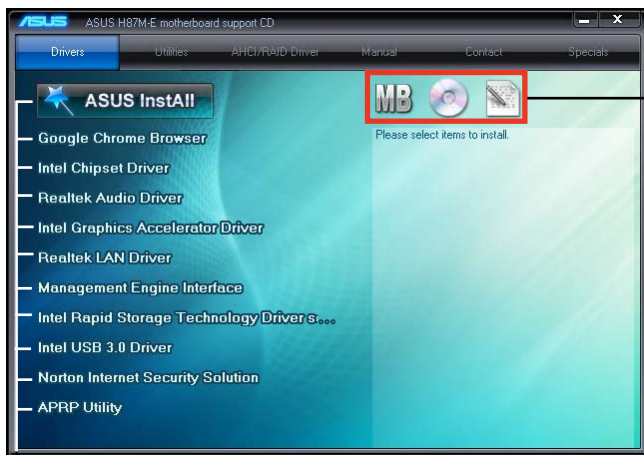 ASUS ASUS H87M-E motherboard support CD
Drivers Utilities AHCI/RAID Driver Manual Contact Specials
ASUS InstAll
MB
Please select items to install.
Google Chrome Browser
Intel Chipset Driver
Realtek Audio Driver
Intel Graphics Accelerator Driver
Realtek LAN Driver
Management Engine Interface
Intel Rapid Storage Technology Driver s...
Intel USB 3.0 Driver
Norton Internet Security Solution
APRP Utility